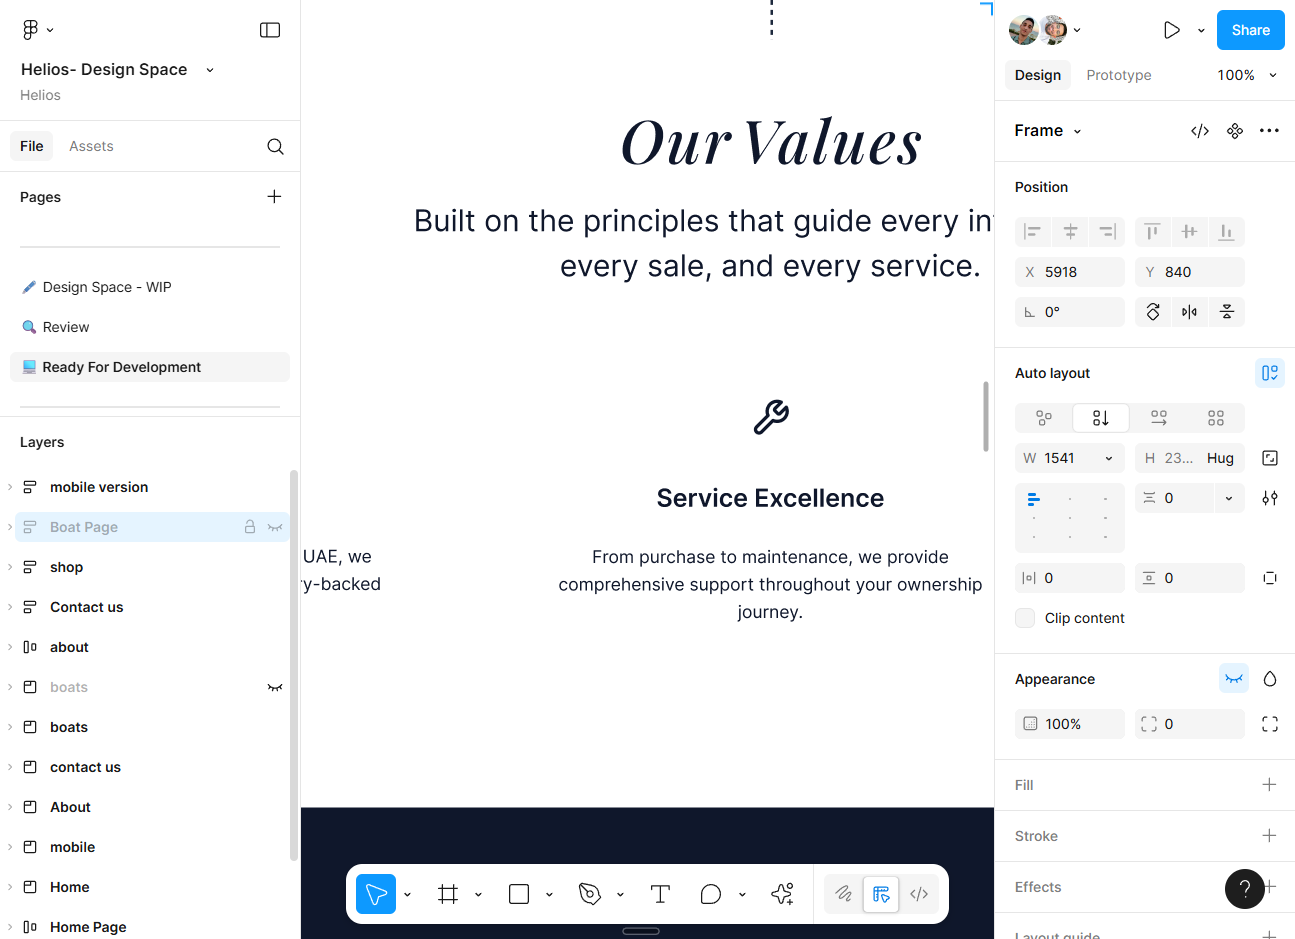 Helios- Design Space
Helios
File
Assets
Pages
Design Space - WIP
Review
Ready For Development
Layers
mobile version
Boat Page
shop
Contact us
about
boats
boats
contact us
About
mobile
Home
Home Page
Our Values
Built on the principles that guide every in
every sale, and every service.
Service Excellence
UAE, we
y-backed
From purchase to maintenance, we provide
comprehensive support throughout your ownership
journey.
Share
Design
Prototype
100%
Frame
Position
X 5918
Y 840
0°
Auto layout
W 1541
H 23... Hug
0
0
0
Clip content
Appearance
100%
0
Fill
Stroke
Effects
?
Layout guide